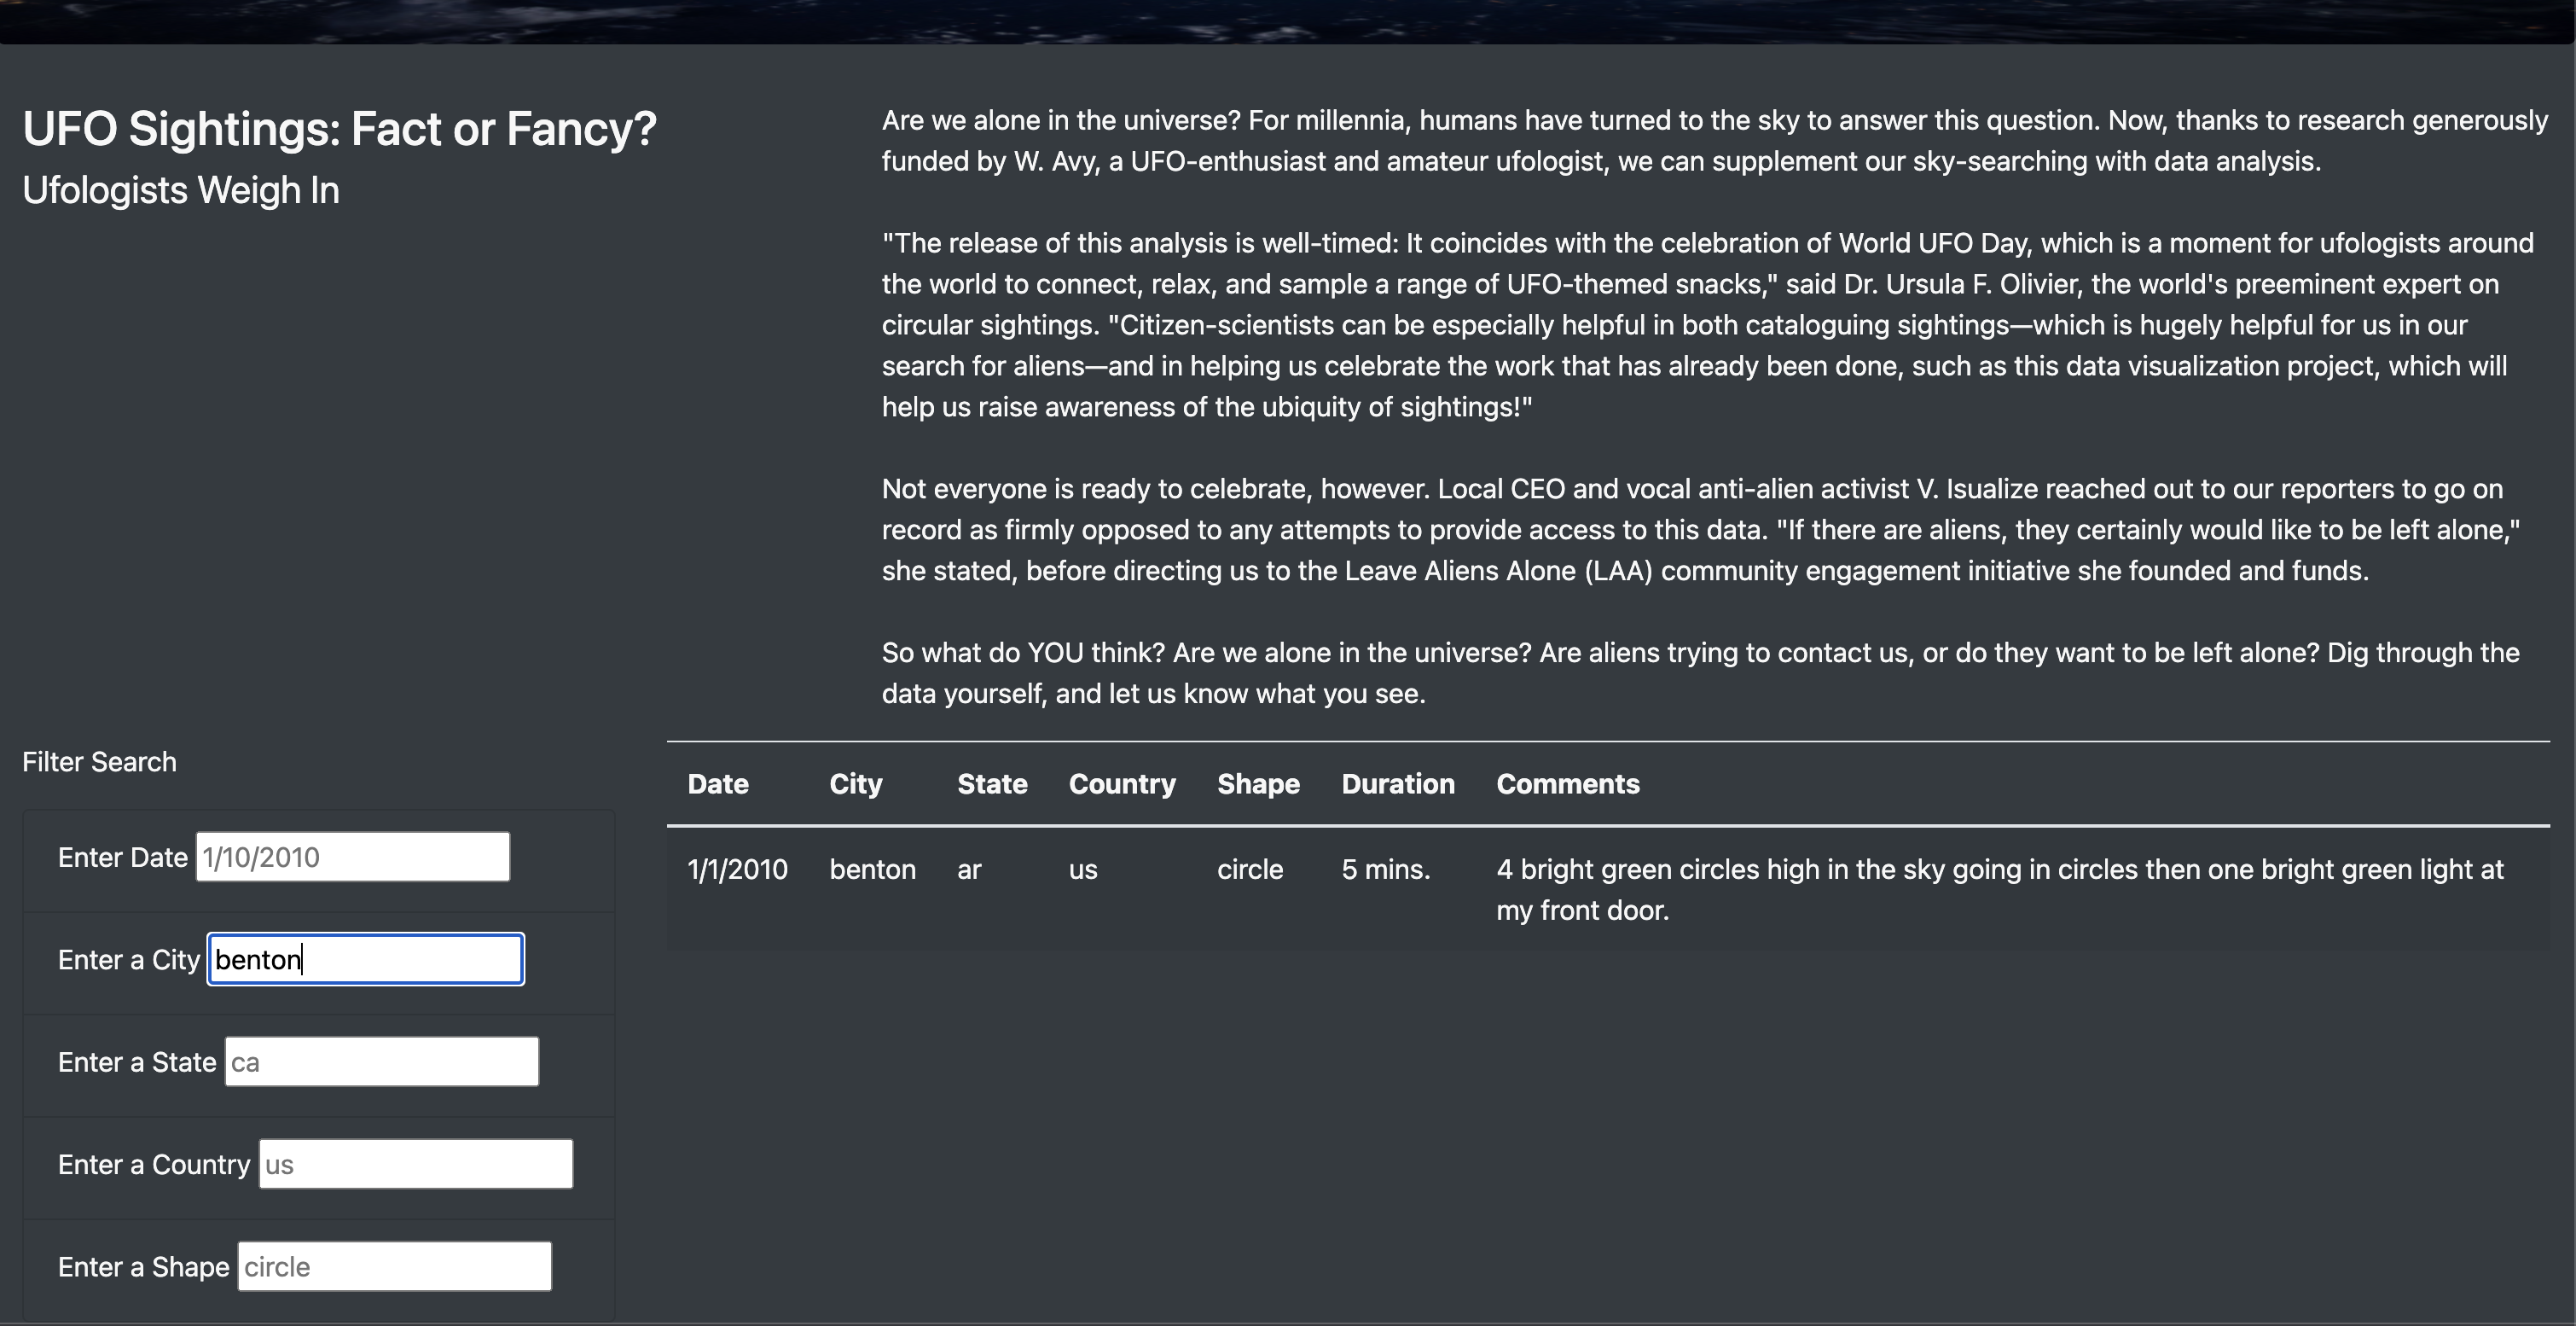 UFO Sightings: Fact or Fancy?
Ufologists Weigh In
Are we alone in the universe? For millennia, humans have turned to the sky to answer this question. Now, thanks to research generously
funded by W. Avy, a UFO-enthusiast and amateur ufologist, we can supplement our sky-searching with data analysis.
"The release of this analysis is well-timed: It coincides with the celebration of World UFO Day, which is a moment for ufologists around
the world to connect, relax, and sample a range of UFO-themed snacks," said Dr. Ursula F. Olivier, the world's preeminent expert on
circular sightings. "Citizen-scientists can be especially helpful in both cataloguing sightings—which is hugely helpful for us in our
search for aliens—and in helping us celebrate the work that has already been done, such as this data visualization project, which will
help us raise awareness of the ubiquity of sightings!"
Not everyone is ready to celebrate, however. Local CEO and vocal anti-alien activist V. Isualize reached out to our reporters to go on
record as firmly opposed to any attempts to provide access to this data. "If there are aliens, they certainly would like to be left alone,"
she stated, before directing us to the Leave Aliens Alone (LAA) community engagement initiative she founded and funds.
So what do YOU think? Are we alone in the universe? Are aliens trying to contact us, or do they want to be left alone? Dig through the
data yourself, and let us know what you see.
Filter Search
Enter Date 1/10/2010
Enter a City benton
Enter a State ca
Enter a Country us
Enter a Shape circle
Date City State Country Shape Duration Comments
1/1/2010 benton ar us circle 5 mins. 4 bright green circles high in the sky going in circles then one bright green light at
my front door.